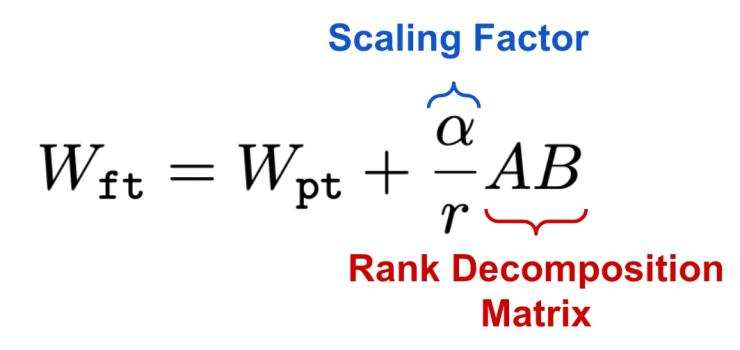 Scaling Factor
W_ft = W_pt + α/r AB
Rank Decomposition
Matrix